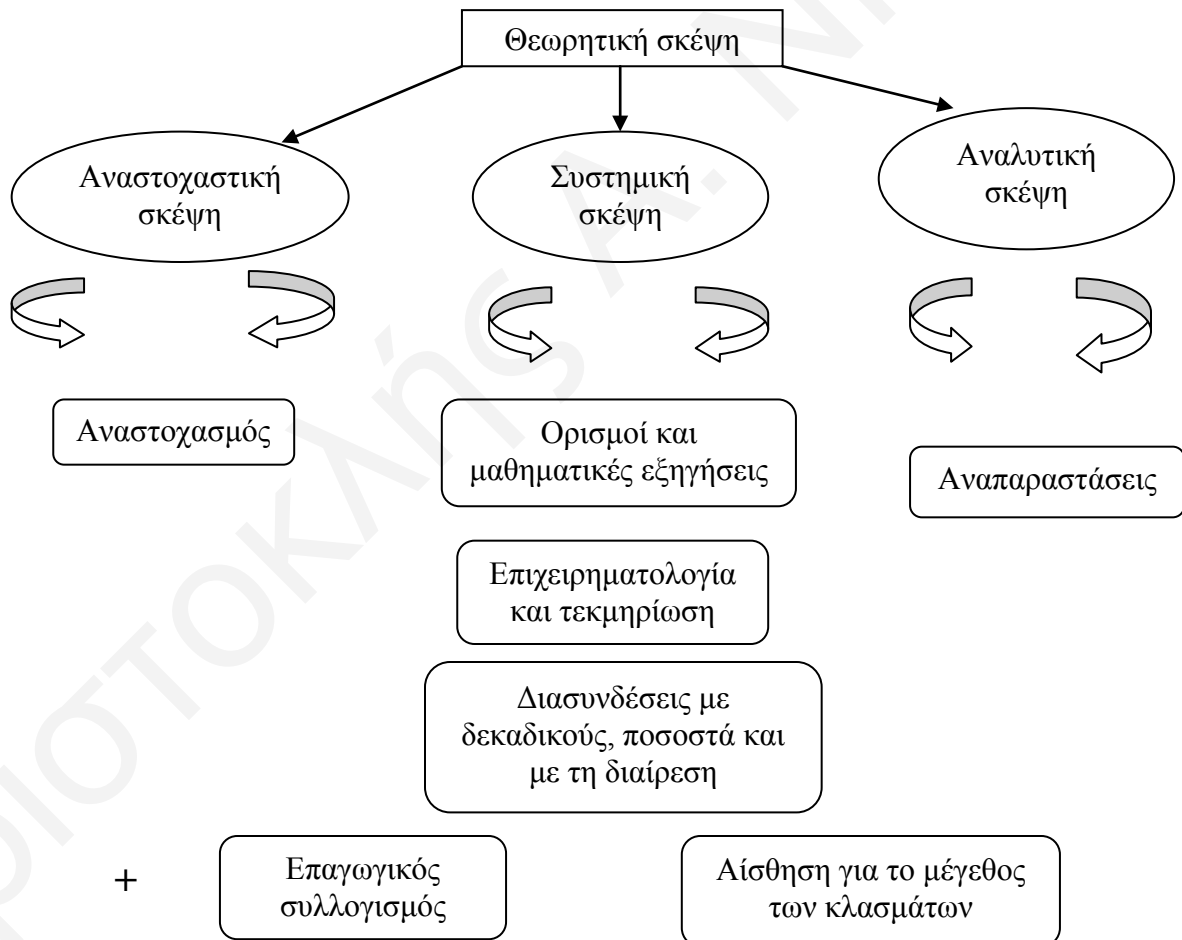 Θεωρητική σκέψη
Αναστοχαστική
σκέψη
Συστημική
σκέψη
Αναλυτική
σκέψη
Αναστοχασμός
Ορισμοί και
μαθηματικές εξηγήσεις
Αναπαραστάσεις
Επιχειρηματολογία
και τεκμηρίωση
Διασυνδέσεις με
δεκαδικούς, ποσοστά και
με τη διαίρεση
+
Επαγωγικός
συλλογισμός
Αίσθηση για το μέγεθος
των κλασμάτων